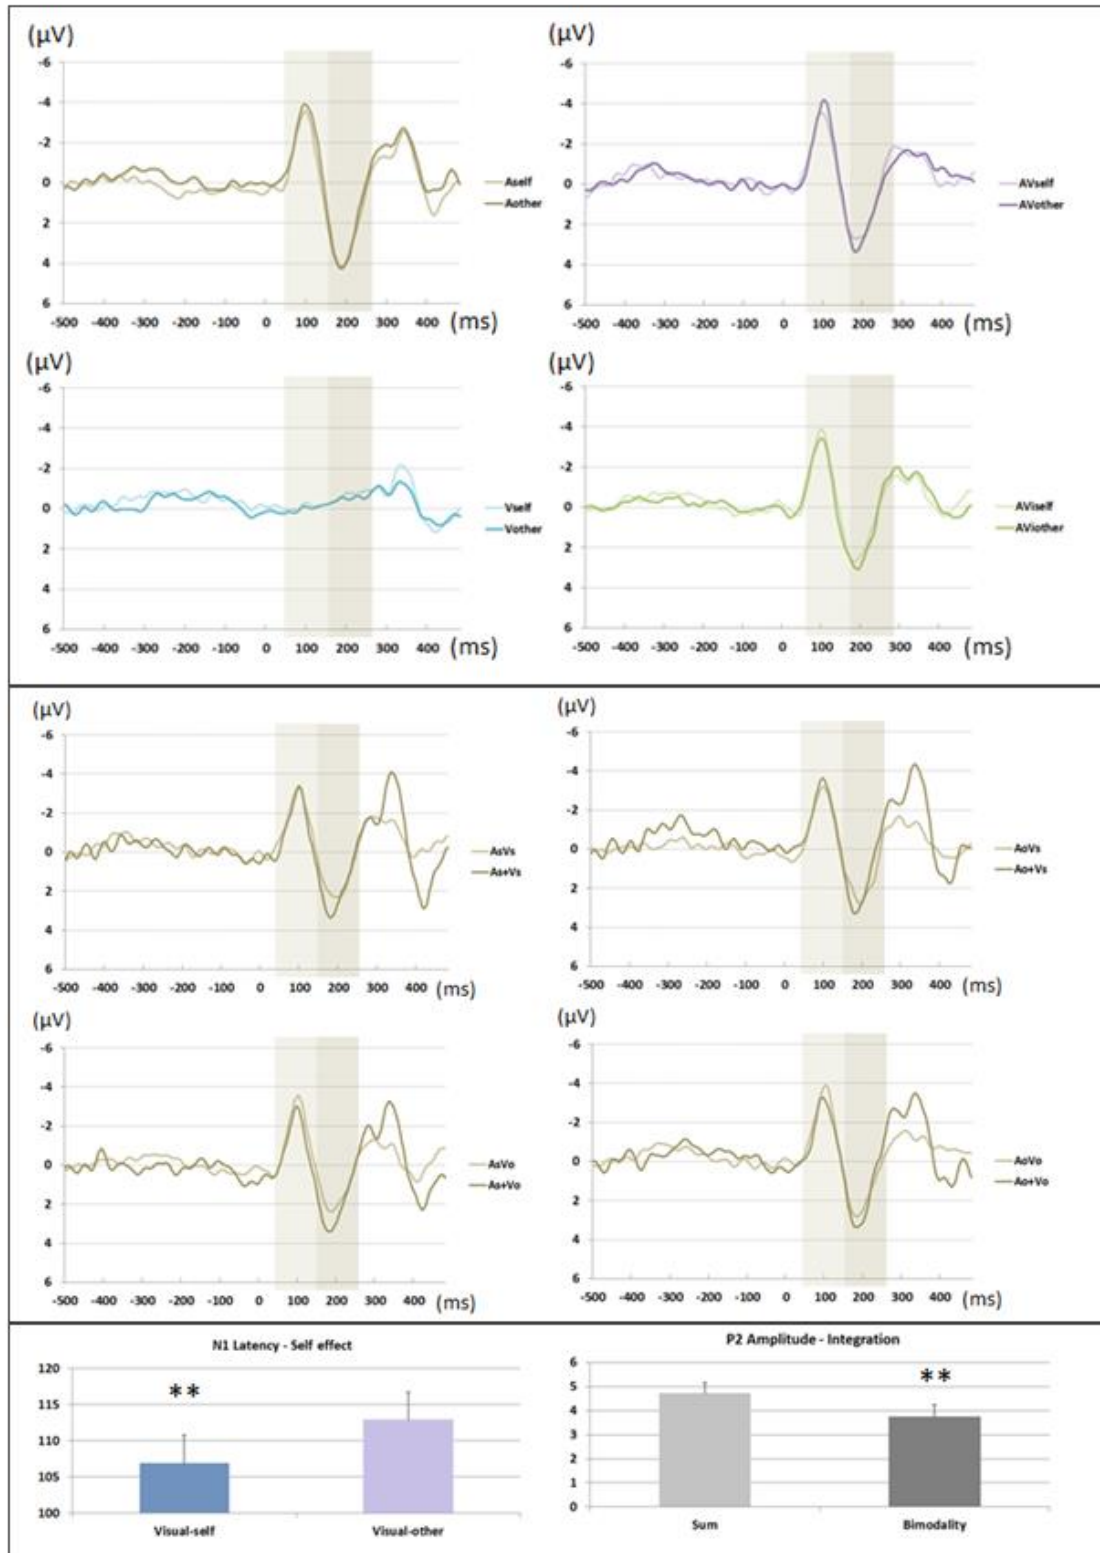 (μV)
-6
-4
-2
0
2
4
6
Aself
Aother
-500 -400 -300 -200 -100 0 100 200 300 400 (ms)
(μV)
-6
-4
-2
0
2
4
6
AVself
AVother
-500 -400 -300 -200 -100 0 100 200 300 400 (ms)
(μV)
-6
-4
-2
0
2
4
6
Vself
Vother
-500 -400 -300 -200 -100 0 100 200 300 400 (ms)
(μV)
-6
-4
-2
0
2
4
6
AViself
AViother
-500 -400 -300 -200 -100 0 100 200 300 400 (ms)
(μV)
-6
-4
-2
0
2
4
6
AsVs
As+Vs
-500 -400 -300 -200 -100 0 100 200 300 400 (ms)
(μV)
-6
-4
-2
0
2
4
6
AoVs
Ao+Vs
-500 -400 -300 -200 -100 0 100 200 300 400 (ms)
(μV)
-6
-4
-2
0
2
4
6
AsVo
As+Vo
-500 -400 -300 -200 -100 0 100 200 300 400 (ms)
(μV)
-6
-4
-2
0
2
4
6
AoVo
Ao+Vo
-500 -400 -300 -200 -100 0 100 200 300 400 (ms)
N1 Latency - Self effect
120
115
110
105
100
**
Visual-self Visual-other
P2 Amplitude - Integration
6
5
4
3
2
1
0
**
Sum Bimodality